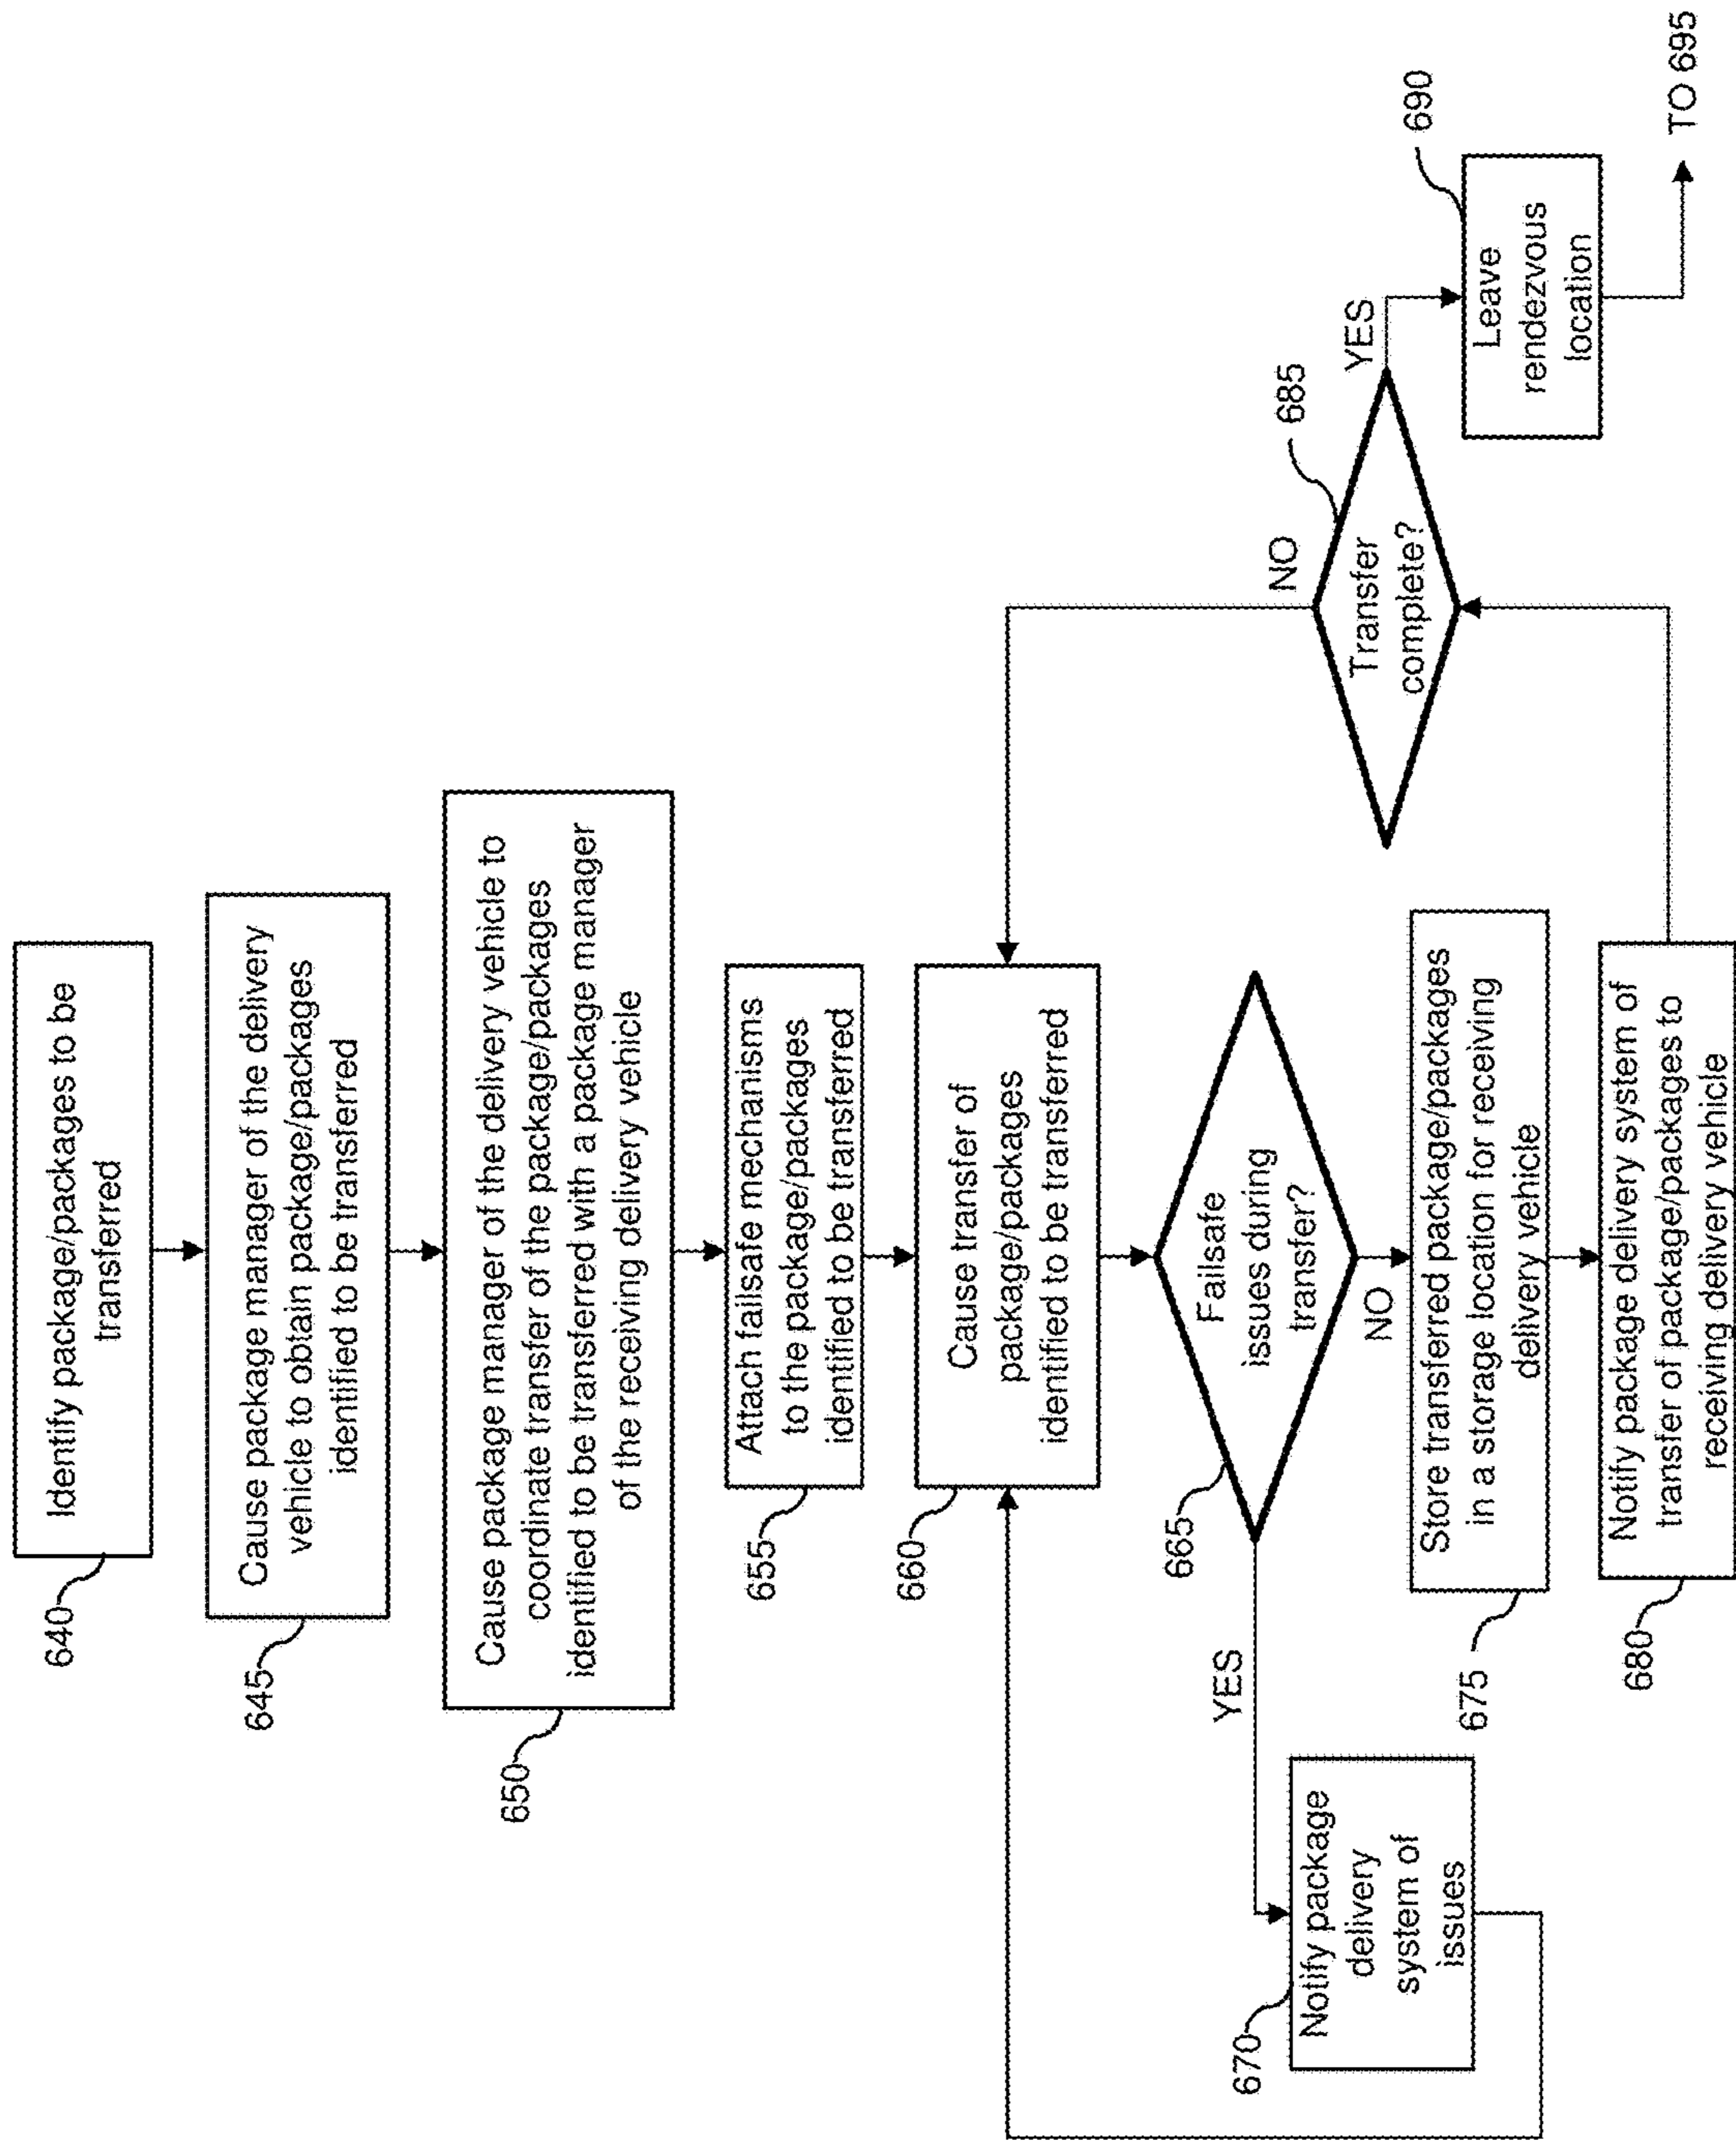 Identify package/packages to be
transferred
640
Cause package manager of the delivery
vehicle to obtain package/packages
identified to be transferred
645
Cause package manager of the delivery vehicle to
coordinate transfer of the package/packages
identified to be transferred with a package manager
of the receiving delivery vehicle
650
Attach failsafe mechanisms
to the package/packages
identified to be transferred
655
Cause transfer of
package/packages
identified to be transferred
660
Failsafe
issues during
transfer?
665
YES
NO
Notify package
delivery
system of
issues
670
Store transferred package/packages
in a storage location for receiving
delivery vehicle
675
Notify package delivery system of
transfer of package/packages to
receiving delivery vehicle
680
Transfer
complete?
685
NO
YES
Leave
rendezvous
location
690
TO 695